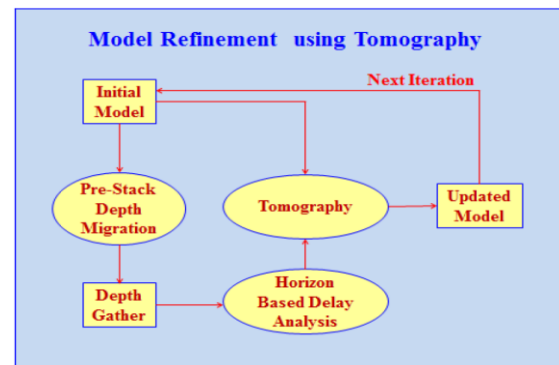 Model Refinement using Tomography
Next Iteration
Initial
Model
Pre-Stack
Depth
Migration
Tomography
Updated
Model
Depth
Gather
Horizon
Based Delay
Analysis